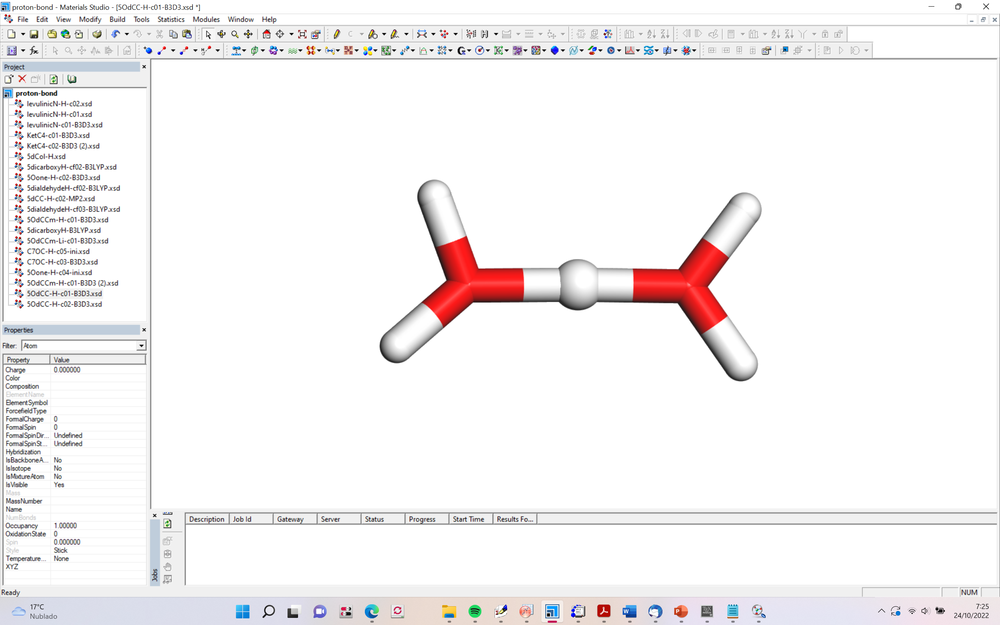 proton-bond - Materials Studio - [5OdCC-H-c01-B3D3.xsd *]
File Edit View Modify Build Tools Statistics Modules Window Help
Project
proton-bond
levulinicN-H-c02.xsd
levulinicN-H-c01.xsd
levulinicN-c01-B3D3.xsd
KetC4-c01-B3D3.xsd
KetC4-c02-B3D3 (2).xsd
5dCol-H.xsd
5dicarboxyH-cf02-B3LYP.xsd
5Oone-H-c02-B3D3.xsd
5dialdehydeH-cf02-B3LYP.xsd
5dCC-H-c02-MP2.xsd
5dialdehydeH-cf03-B3LYP.xsd
5OdCCm-H-c01-B3D3.xsd
5dicarboxyH-B3LYP.xsd
5OdCCm-Li-c01-B3D3.xsd
C7OC-H-c05-ini.xsd
C7OC-H-c03-B3D3.xsd
5Oone-H-c04-ini.xsd
5OdCCm-H-c01-B3D3 (2).xsd
5OdCC-H-c01-B3D3.xsd
5OdCC-H-c02-B3D3.xsd
Properties
Filter: Atom
Property Value
Charge 0.000000
Color
Composition
ElementName
ElementSymbol
ForcefieldType
FormalCharge 0
FormalSpin 0
FormalSpinDir... Undefined
FormalSpinSt... Undefined
Hybridization
IsBackboneA... No
IsIsotope No
IsMixtureAtom No
IsVisible Yes
Mass
MassNumber
Name
NumBonds
Occupancy 1.00000
OxidationState 0
Spin 0.000000
Style Stick
Temperature... None
XYZ
Jobs
Description Job Id Gateway Server Status Progress Start Time Results Fo...
Ready
NUM
17°C
Nublado
7:25
24/10/2022